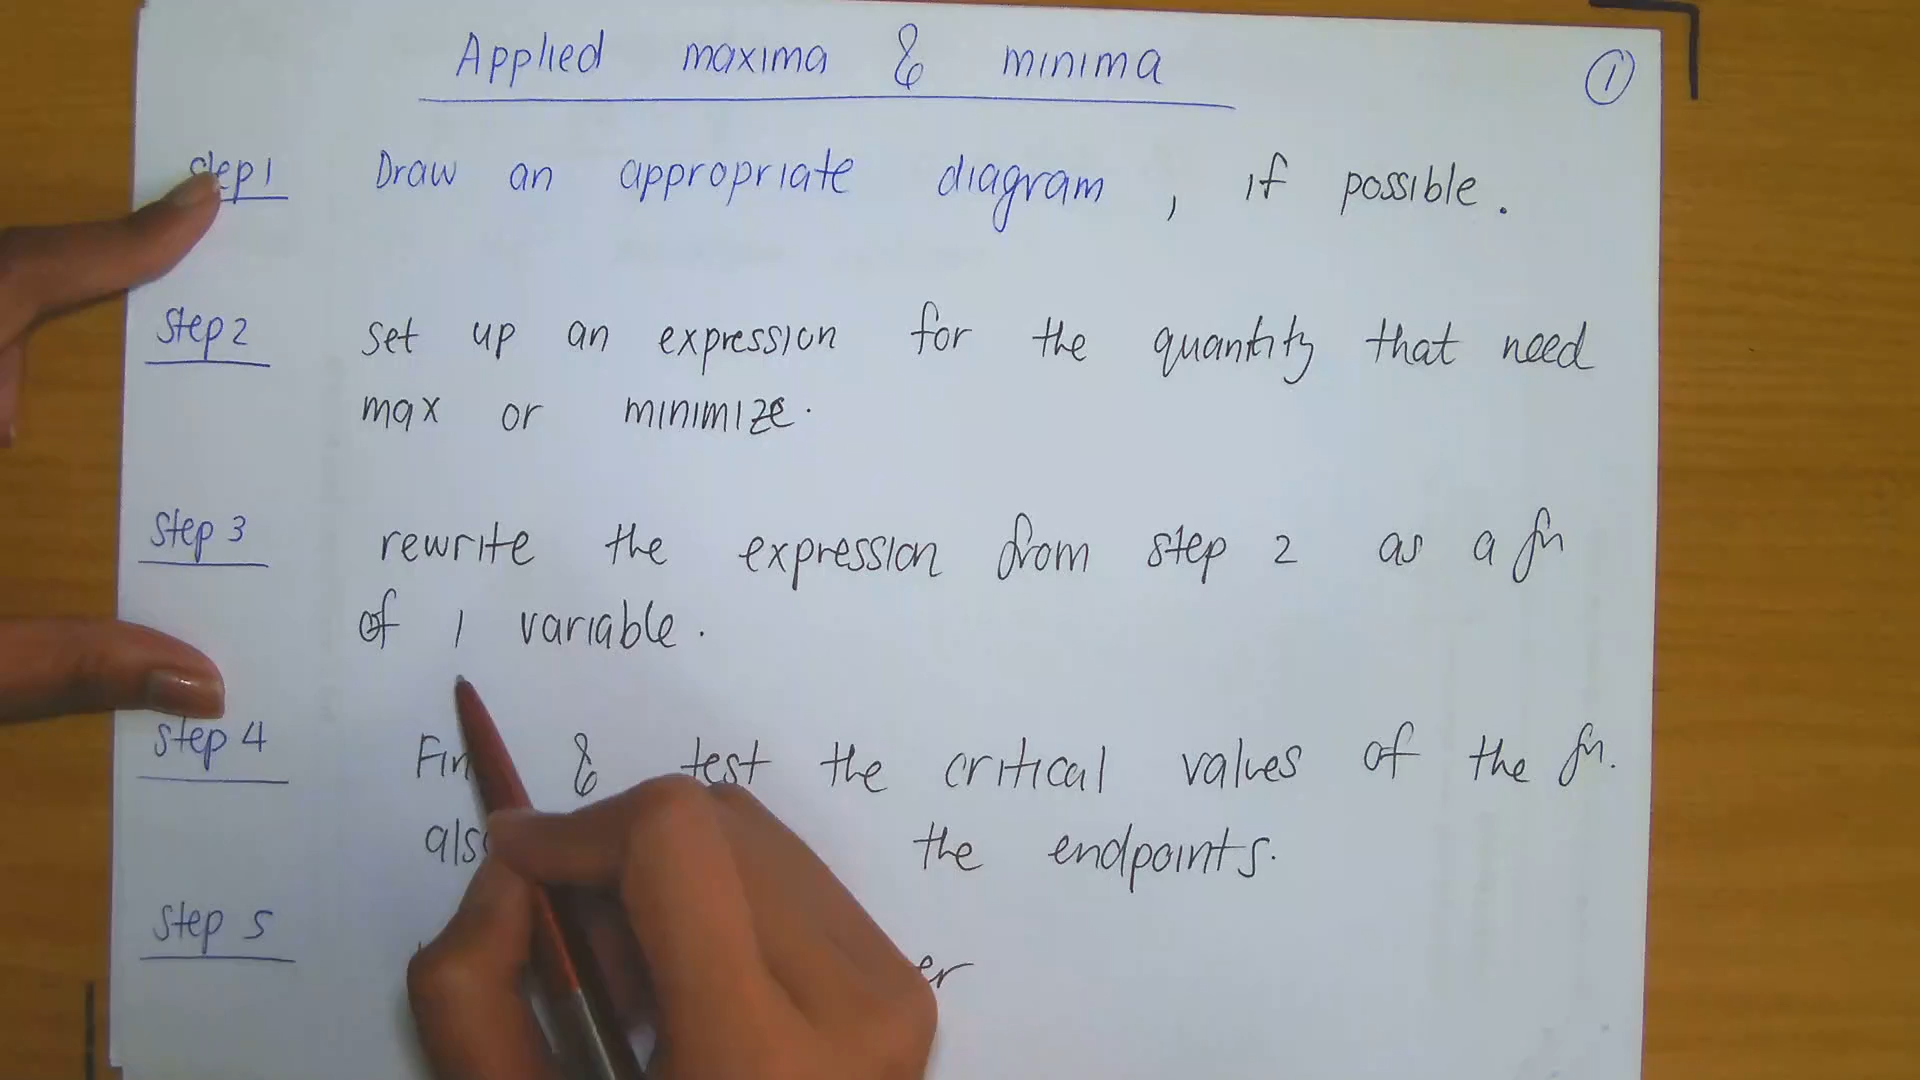 Applied maxima & minima
1
Step 1 Draw an appropriate diagram, if possible.
Step 2 set up an expression for the quantity that need
max or minimize.
Step 3 rewrite the expression from step 2 as a fn
of 1 variable.
Step 4 & test the critical values of the fn.
the endpoints.
Step 5